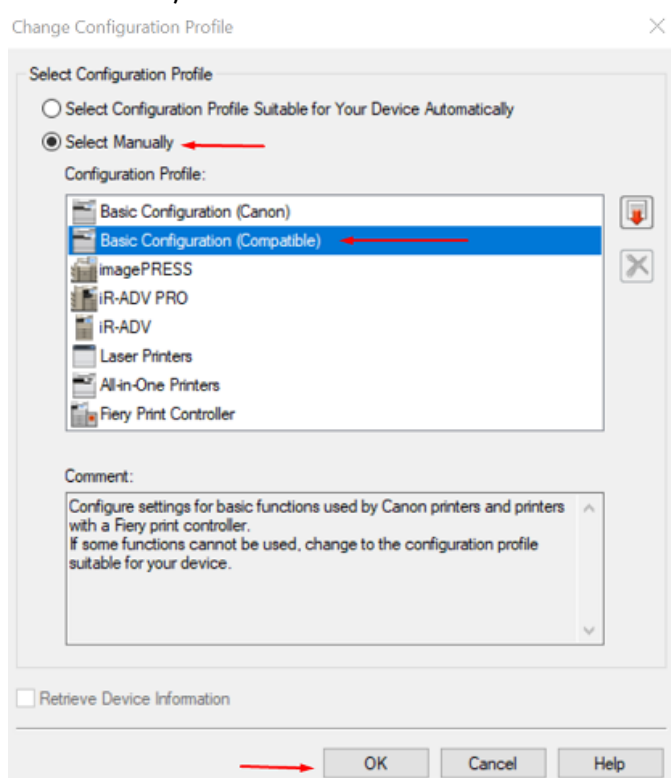 Change Configuration Profile
Select Configuration Profile
Select Configuration Profile Suitable for Your Device Automatically
Select Manually
Configuration Profile:
Basic Configuration (Canon)
Basic Configuration (Compatible)
imagePRESS
iR-ADV PRO
iR-ADV
Laser Printers
All-in-One Printers
Fiery Print Controller
Comment:
Configure settings for basic functions used by Canon printers and printers
with a Fiery print controller.
If some functions cannot be used, change to the configuration profile
suitable for your device.
Retrieve Device Information
OK Cancel Help